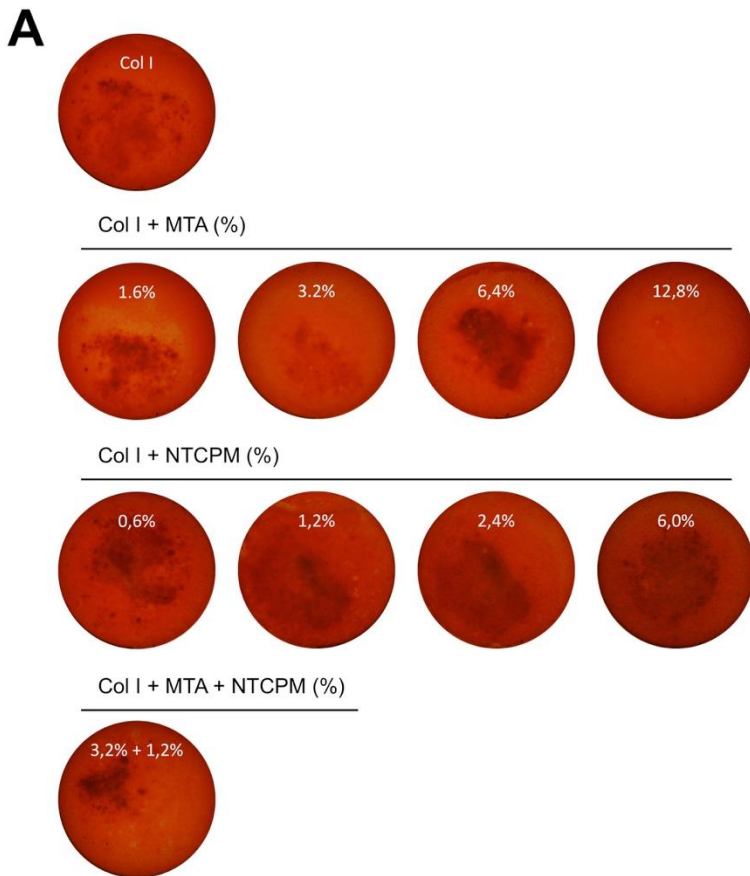 A
Col I
Col I + MTA (%)
1.6% 3.2% 6,4% 12,8%
Col I + NTCPM (%)
0,6% 1,2% 2,4% 6,0%
Col I + MTA + NTCPM (%)
3,2% + 1,2%